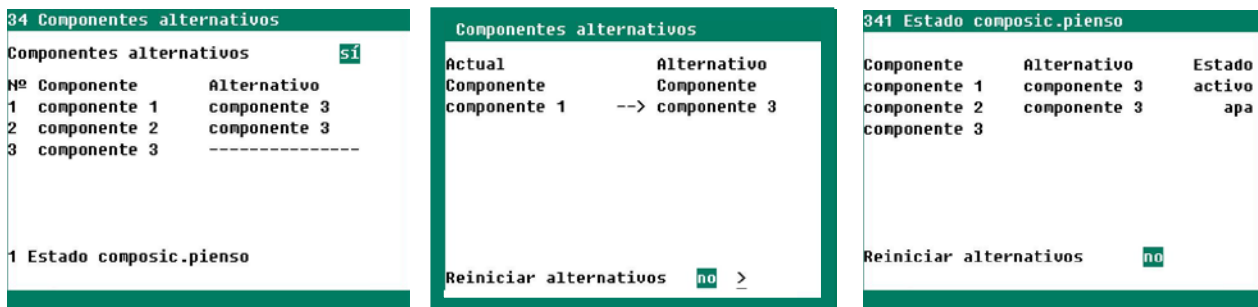 34 Componentes alternativos
Componentes alternativos sí
Nº Componente Alternativo
1 componente 1 componente 3
2 componente 2 componente 3
3 componente 3 ---------------
1 Estado composic.pienso
Componentes alternativos
Actual Alternativo
Componente Componente
componente 1 --> componente 3
Reiniciar alternativos no >
341 Estado composic.pienso
Componente Alternativo Estado
componente 1 componente 3 activo
componente 2 componente 3 apa
componente 3
Reiniciar alternativos no